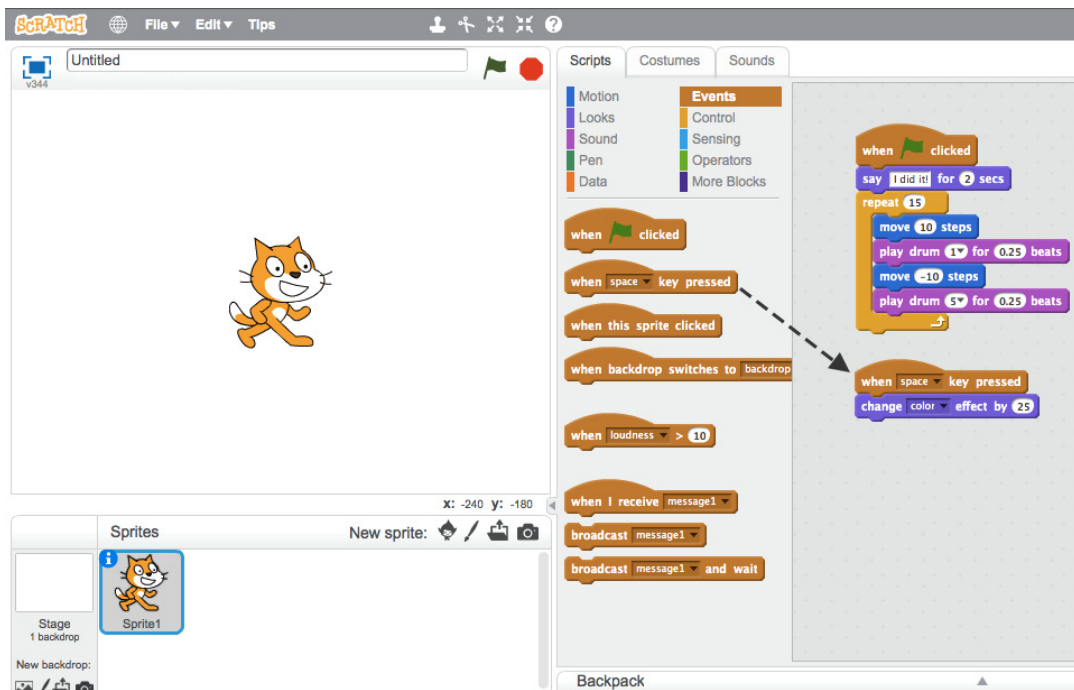 SCRATCH File Edit Tips
Untitled
v344
Scripts Costumes Sounds
Motion Events
Looks Control
Sound Sensing
Pen Operators
Data More Blocks
when clicked
when space key pressed
when this sprite clicked
when backdrop switches to backdrop
when loudness > 10
when I receive message1
broadcast message1
broadcast message1 and wait
when clicked
say I did it! for 2 secs
repeat 15
move 10 steps
play drum 1 for 0.25 beats
move -10 steps
play drum 5 for 0.25 beats
when space key pressed
change color effect by 25
x: -240 y: -180
Sprites New sprite:
Stage
1 backdrop
New backdrop:
Sprite1
Backpack